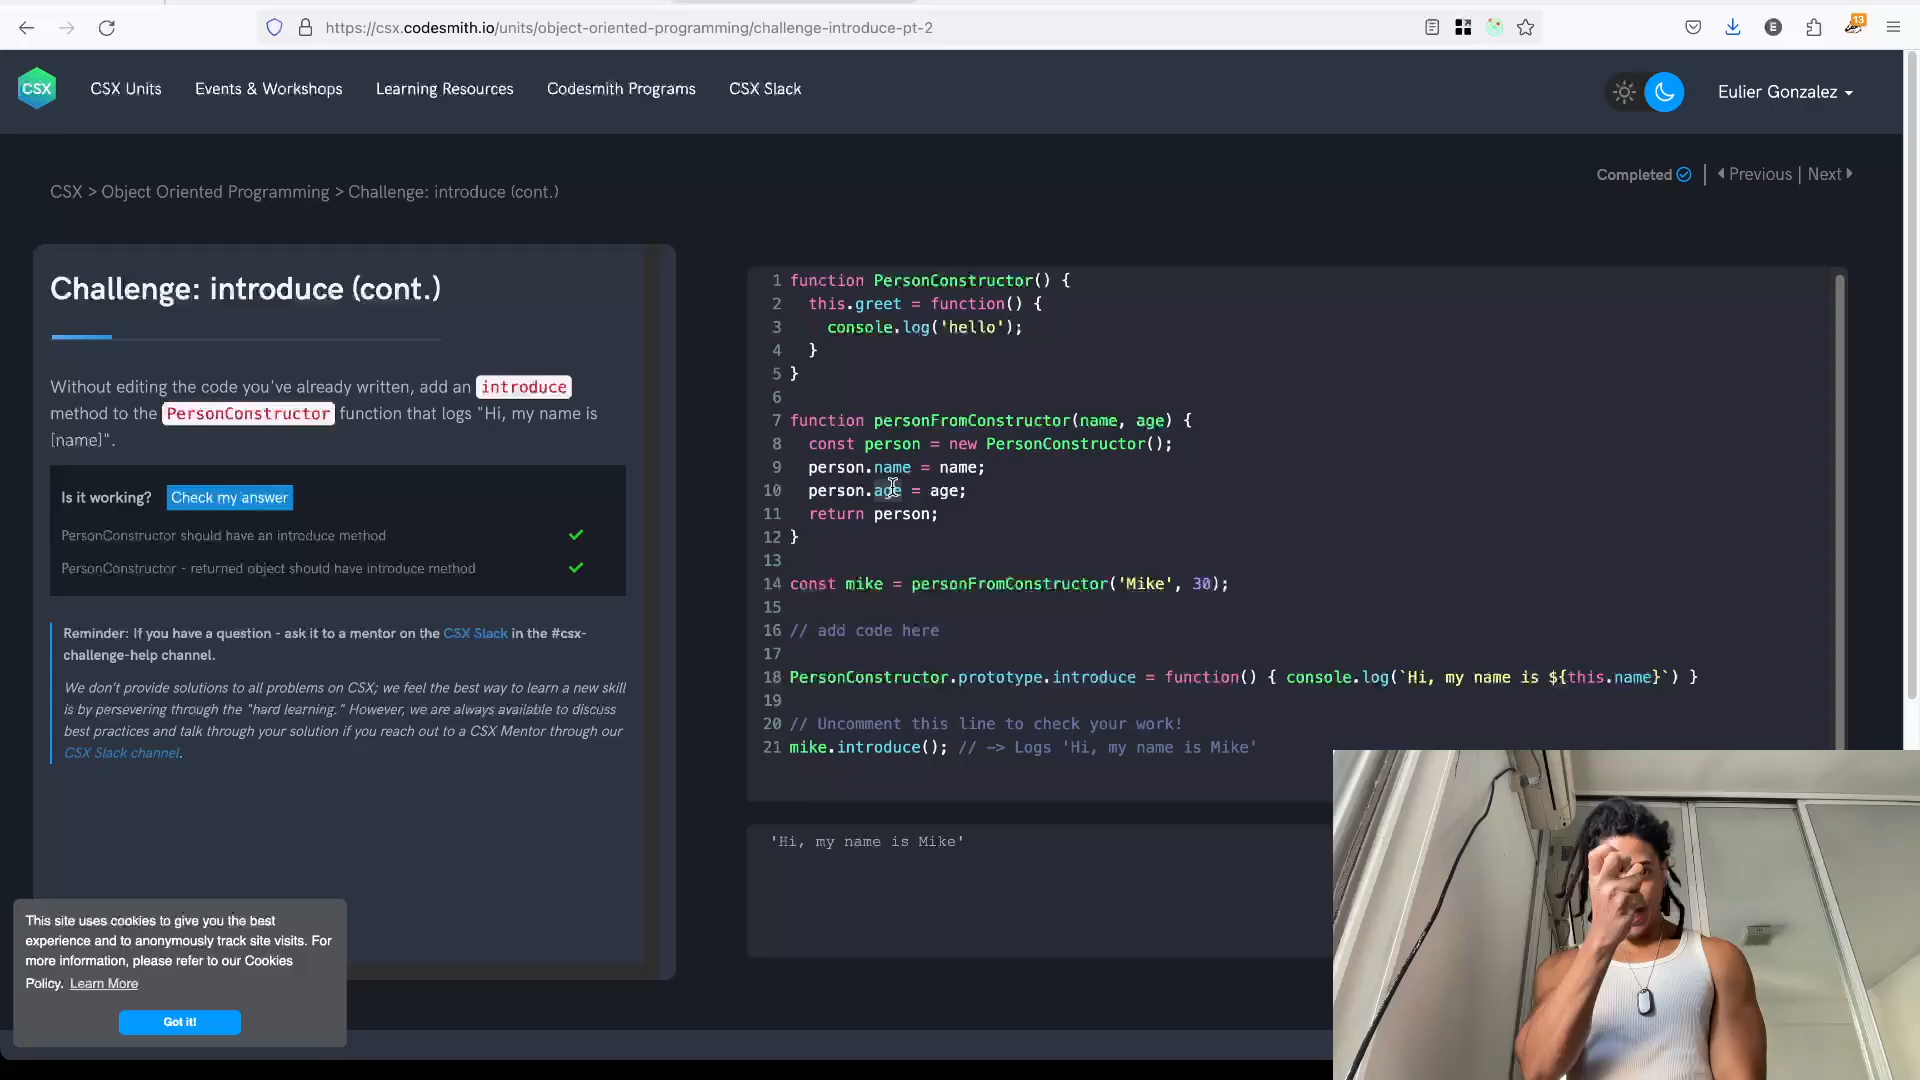 https://csx.codesmith.io/units/object-oriented-programming/challenge-introduce-pt-2
E
13
CSX
CSX Units
Events & Workshops
Learning Resources
Codesmith Programs
CSX Slack
Eulier Gonzalez
CSX > Object Oriented Programming > Challenge: introduce (cont.)
Completed
Previous | Next
Challenge: introduce (cont.)
Without editing the code you've already written, add an introduce
method to the PersonConstructor function that logs "Hi, my name is
[name]".
Is it working? Check my answer
PersonConstructor should have an introduce method
PersonConstructor - returned object should have introduce method
Reminder: If you have a question - ask it to a mentor on the CSX Slack in the #csx-
challenge-help channel.
We don't provide solutions to all problems on CSX; we feel the best way to learn a new skill
is by persevering through the "hard learning." However, we are always available to discuss
best practices and talk through your solution if you reach out to a CSX Mentor through our
CSX Slack channel.
1 function PersonConstructor() {
2 this.greet = function() {
3 console.log('hello');
4 }
5 }
6
7 function personFromConstructor(name, age) {
8 const person = new PersonConstructor();
9 person.name = name;
10 person.age = age;
11 return person;
12 }
13
14 const mike = personFromConstructor('Mike', 30);
15
16 // add code here
17
18 PersonConstructor.prototype.introduce = function() { console.log(`Hi, my name is ${this.name}`) }
19
20 // Uncomment this line to check your work!
21 mike.introduce(); // -> Logs 'Hi, my name is Mike'
'Hi, my name is Mike'
This site uses cookies to give you the best
experience and to anonymously track site visits. For
more information, please refer to our Cookies
Policy. Learn More
Got it!